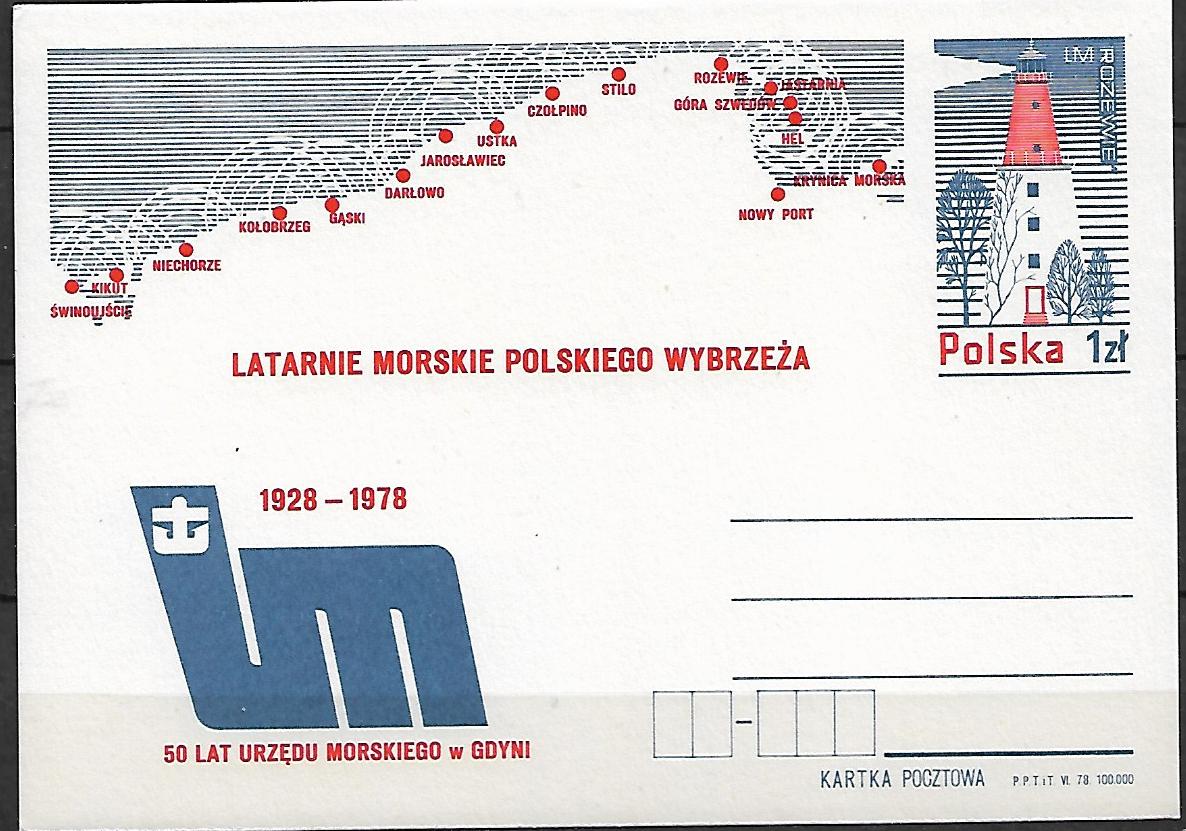 ROZEWIE
STILO
JASTARNIA
GÓRA SZWEDÓW
CZOŁPINO
HEL
USTKA
JAROSŁAWIEC
KRYNICA MORSKA
DARŁOWO
NOWY PORT
GĄSKI
KOŁOBRZEG
NIECHORZE
KIKUT
ŚWINOUJŚCIE
ROZEWIE
Polska 1zł
LATARNIE MORSKIE POLSKIEGO WYBRZEŻA
1928 – 1978
50 LAT URZĘDU MORSKIEGO w GDYNI
KARTKA POCZTOWA
P.P.T.iT. VI. 78. 100.000